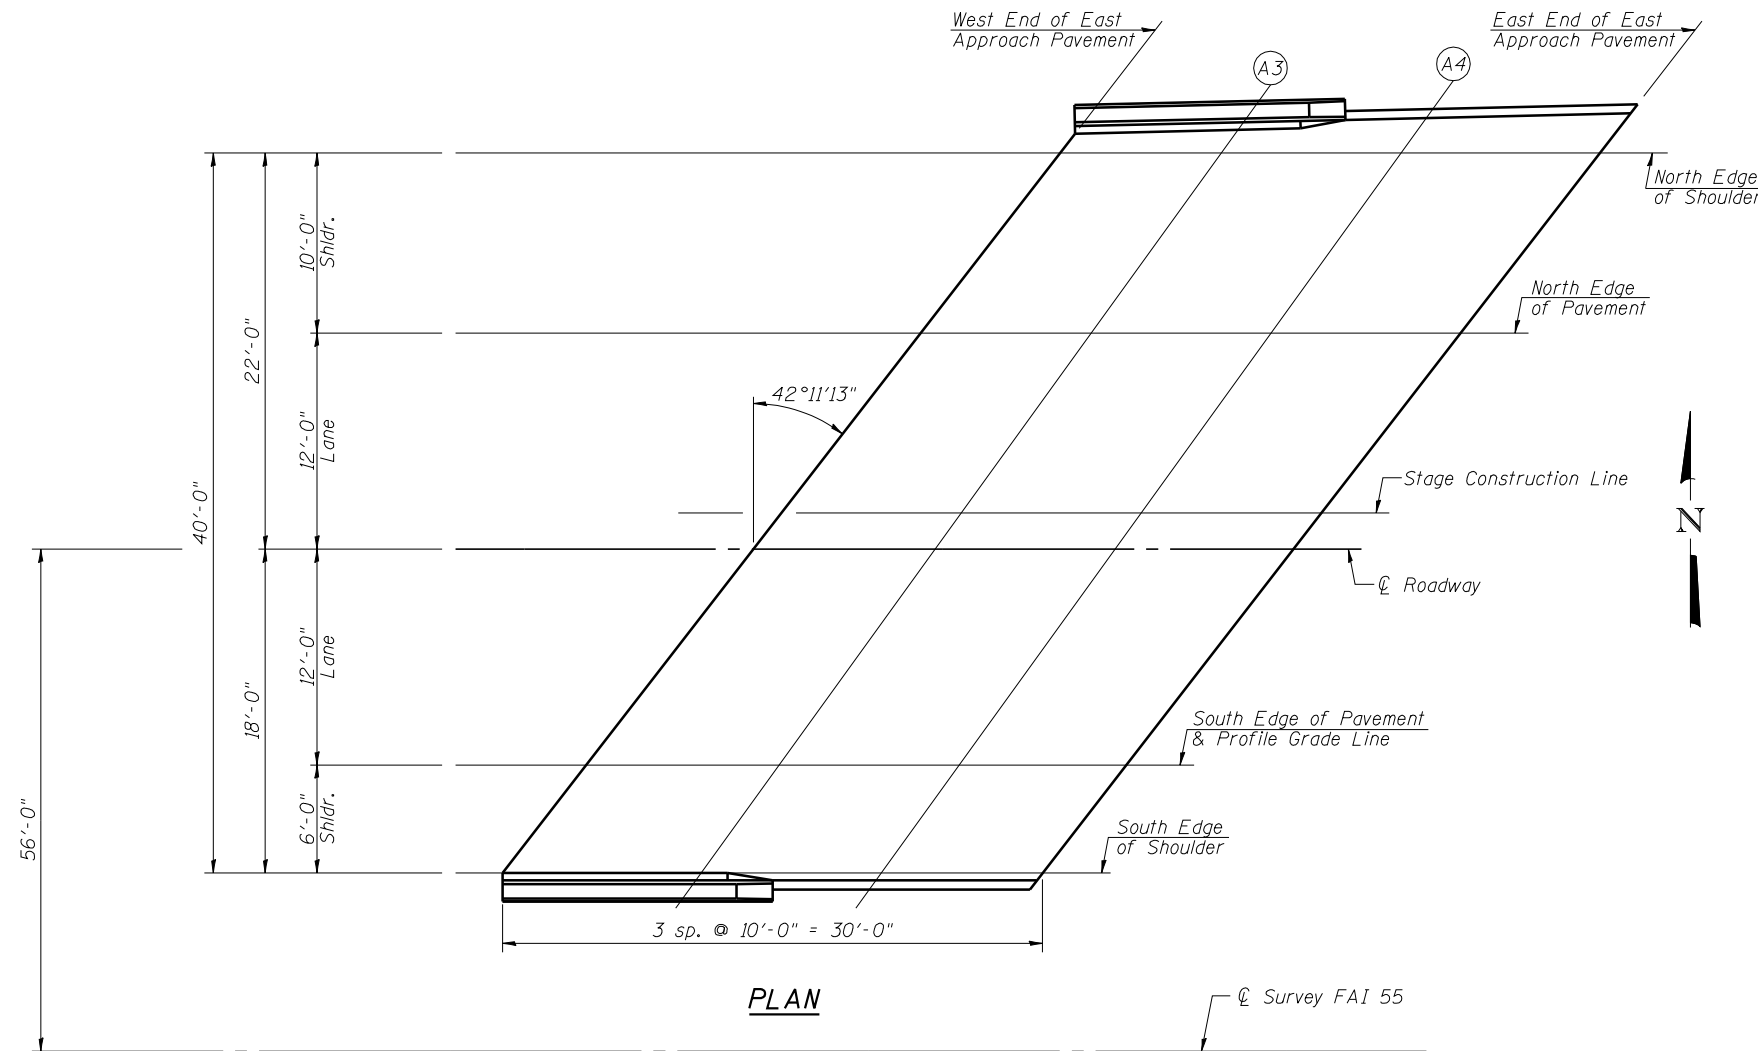 West End of East
Approach Pavement
East End of East
Approach Pavement
A3
A4
North Edge
of Shoulder
10'-0"
Shldr.
22'-0"
North Edge
of Pavement
42°11'13"
12'-0"
Lane
40'-0"
Stage Construction Line
N
℄ Roadway
12'-0"
Lane
18'-0"
South Edge of Pavement
& Profile Grade Line
6'-0"
Shldr.
56'-0"
South Edge
of Shoulder
3 sp. @ 10'-0" = 30'-0"
PLAN
℄ Survey FAI 55